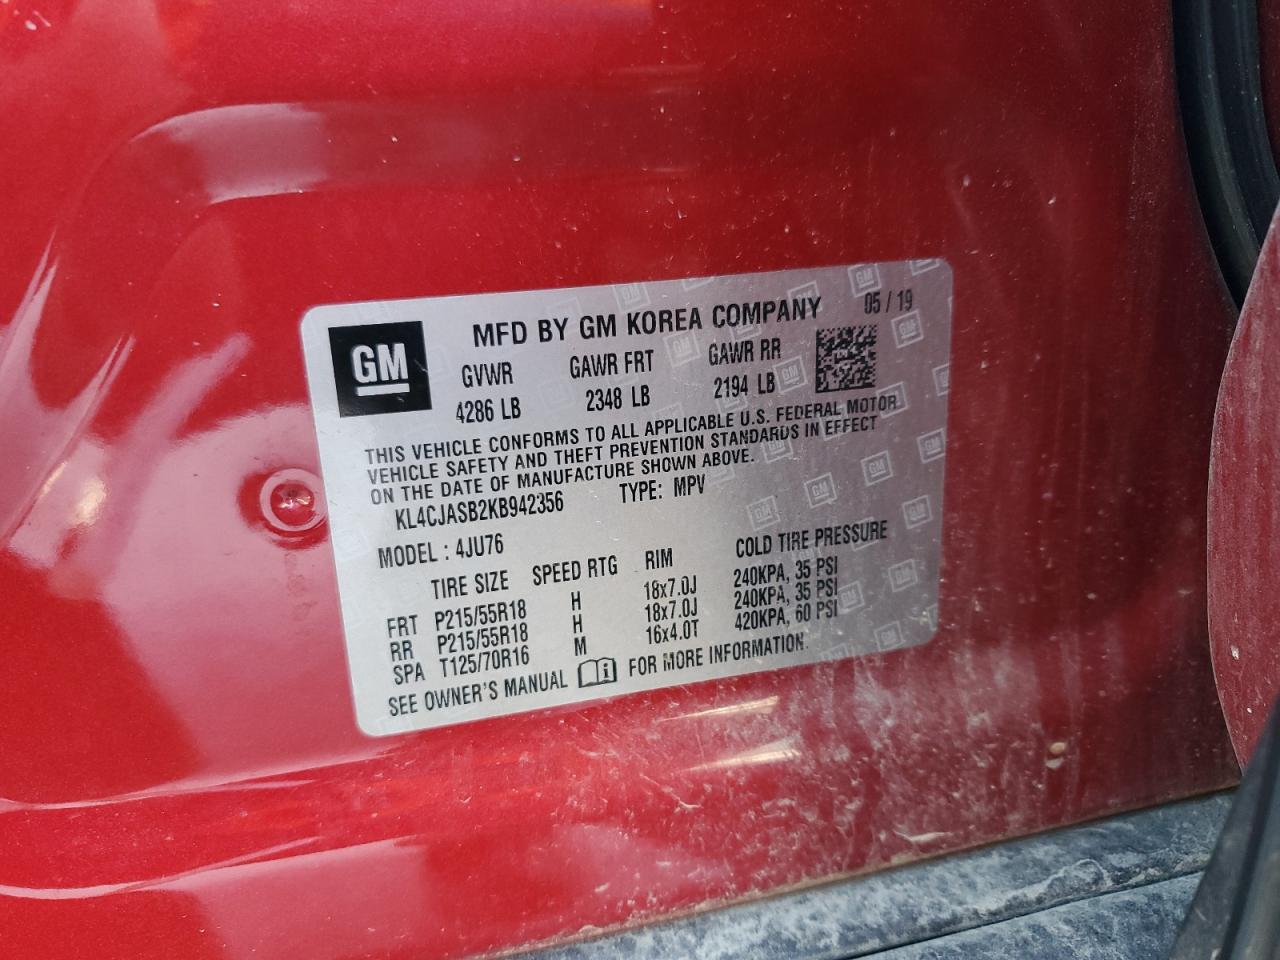 GM
MFD BY GM KOREA COMPANY 05 / 19
GVWR GAWR FRT GAWR RR
4286 LB 2348 LB 2194 LB
THIS VEHICLE CONFORMS TO ALL APPLICABLE U.S. FEDERAL MOTOR
VEHICLE SAFETY AND THEFT PREVENTION STANDARDS IN EFFECT
ON THE DATE OF MANUFACTURE SHOWN ABOVE.
KL4CJASB2KB942356 TYPE: MPV
MODEL : 4JU76
TIRE SIZE SPEED RTG RIM COLD TIRE PRESSURE
FRT P215/55R18 H 18x7.0J 240KPA, 35 PSI
RR P215/55R18 H 18x7.0J 240KPA, 35 PSI
SPA T125/70R16 M 16x4.0T 420KPA, 60 PSI
SEE OWNER'S MANUAL FOR MORE INFORMATION.